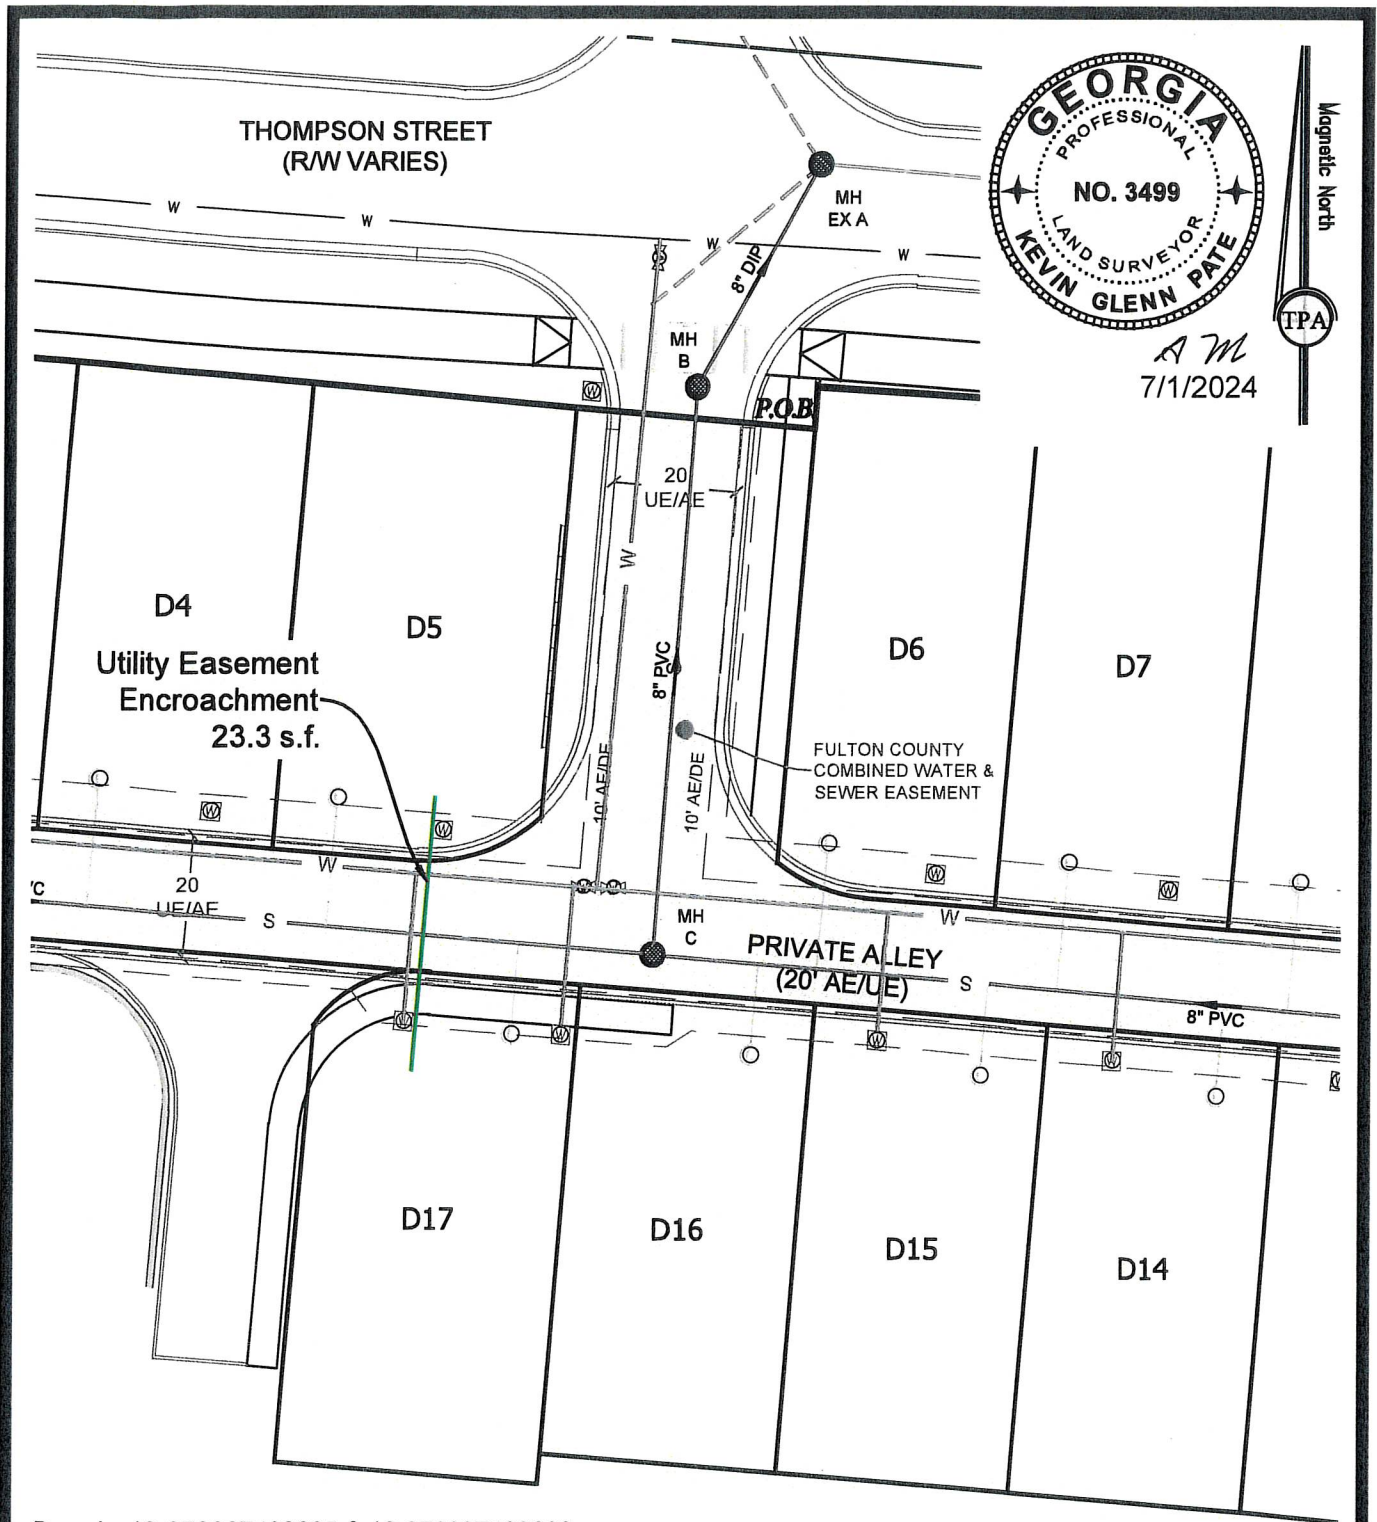 THOMPSON STREET
(R/W VARIES)
W
W
W
W
MH
EX A
8" DIP
MH
B
P.O.B
GEORGIA
PROFESSIONAL
NO. 3499
LAND SURVEYOR
KEVIN GLENN PATE
7/1/2024
Magnetic North
TPA
20
UE/AE
W
D4
D5
D6
D7
Utility Easement
Encroachment
23.3 s.f.
8" PVC
S
10' AE/DE
10' AE/DE
FULTON COUNTY
COMBINED WATER &
SEWER EASEMENT
W
W
W
W
W
W
20
UE/AE
S
MH
C
W
PRIVATE ALLEY
(20' AE/UE)
S
8" PVC
W
W
W
W
D17
D16
D15
D14